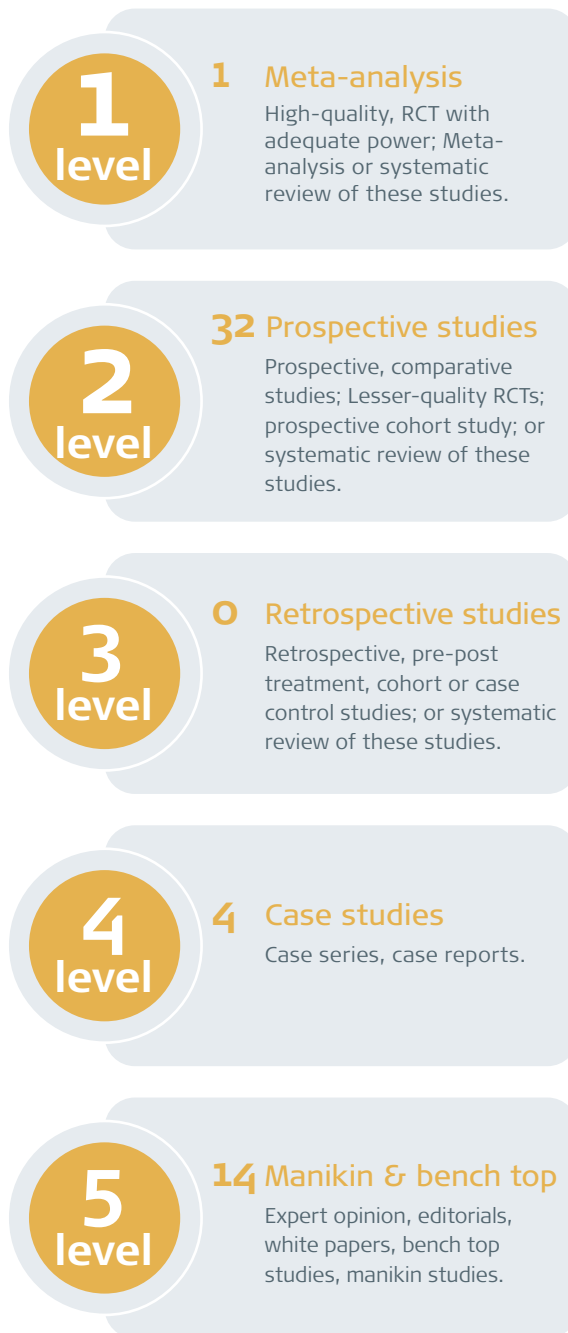 1
level
1 Meta-analysis
High-quality, RCT with
adequate power; Meta-
analysis or systematic
review of these studies.
2
level
32 Prospective studies
Prospective, comparative
studies; Lesser-quality RCTs;
prospective cohort study; or
systematic review of these
studies.
3
level
0 Retrospective studies
Retrospective, pre-post
treatment, cohort or case
control studies; or systematic
review of these studies.
4
level
4 Case studies
Case series, case reports.
5
level
14 Manikin & bench top
Expert opinion, editorials,
white papers, bench top
studies, manikin studies.